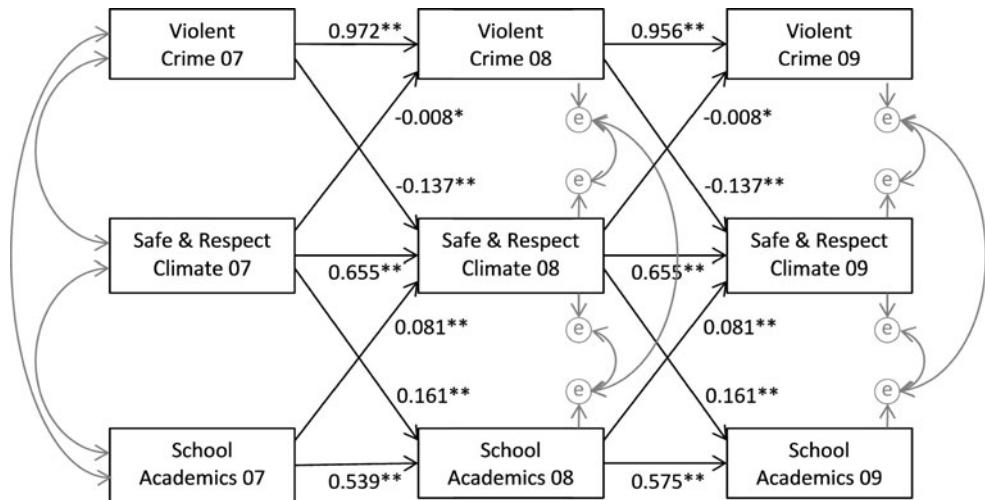 Violent
Crime 07
0.972**
Violent
Crime 08
0.956**
Violent
Crime 09
-0.008*
-0.008*
e
e
-0.137**
-0.137**
e
e
Safe & Respect
Climate 07
0.655**
Safe & Respect
Climate 08
0.655**
Safe & Respect
Climate 09
0.081**
0.081**
e
e
0.161**
0.161**
e
e
School
Academics 07
0.539**
School
Academics 08
0.575**
School
Academics 09